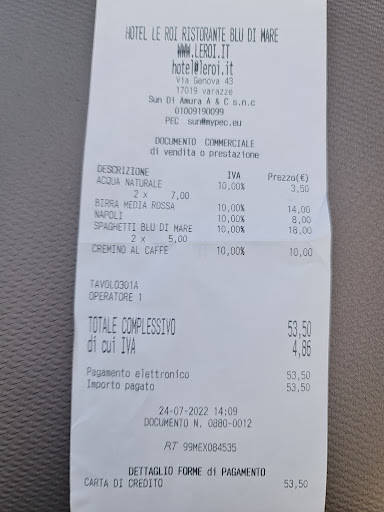 HOTEL LE ROI RISTORANTE BLU DI MARE
WWW.LEROI.IT
hotel@leroi.it
Via Genova 43
17019 varazze
Sun Di Amura A & C s.n.c
01009190099
PEC sun@mypec.eu
DOCUMENTO COMMERCIALE
di vendita o prestazione
DESCRIZIONE IVA Prezzo(€)
ACQUA NATURALE 10,00% 3,50
2 x 7,00
BIRRA MEDIA ROSSA 10,00% 14,00
NAPOLI 10,00% 8,00
SPAGHETTI BLU DI MARE 10,00% 18,00
2 x 5,00
CREMINO AL CAFFE 10,00% 10,00
TAVOLO301A
OPERATORE 1
TOTALE COMPLESSIVO 53,50
di cui IVA 4,86
Pagamento elettronico 53,50
Importo pagato 53,50
24-07-2022 14:09
DOCUMENTO N. 0880-0012
RT 99MEX084535
DETTAGLIO FORME di PAGAMENTO
CARTA DI CREDITO 53,50